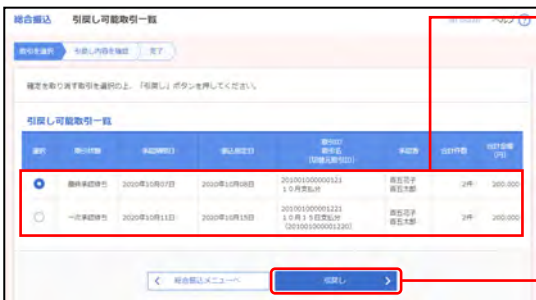 総合振込　引戻し可能取引一覧
ヘルプ ?
取引を選択　引戻し内容を確認　完了
確定を取り消す取引を選択の上、「引戻し」ボタンを押してください。
引戻し可能取引一覧
選択　取引状態　承認期限日　振込指定日　取引ID　承認者　合計件数　合計金額
取引名　(円)
最終承認待ち　2010年10月07日　2010年10月08日　201001000000121　百五花子　2件　200,000
10月支払分　百五太郎
一次承認待ち　2020年10月11日　2010年10月15日　201001000001221　百五花子　2件　200,000
10月15日支払分　百五太郎
(201001000001220)
< 総合振込メニューへ　引戻し >